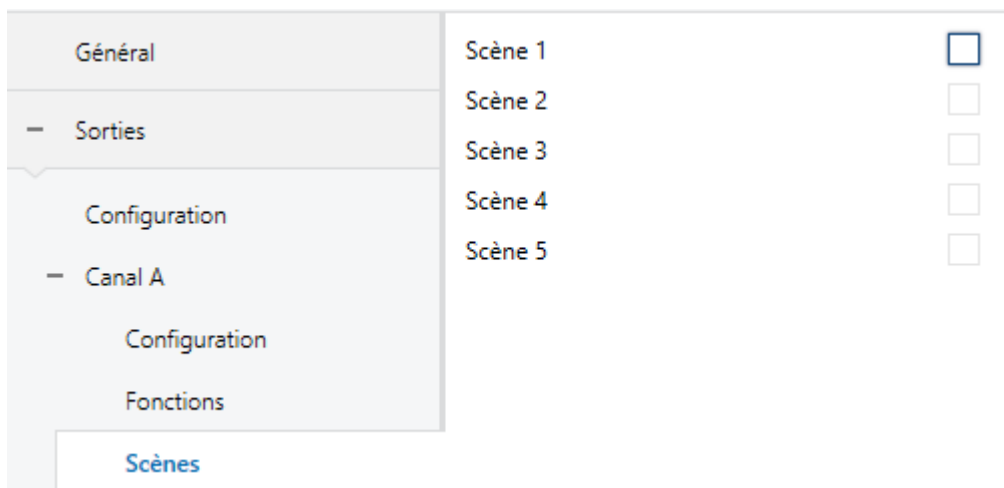 Général
Sorties
Configuration
Canal A
Configuration
Fonctions
Scènes
Scène 1
Scène 2
Scène 3
Scène 4
Scène 5